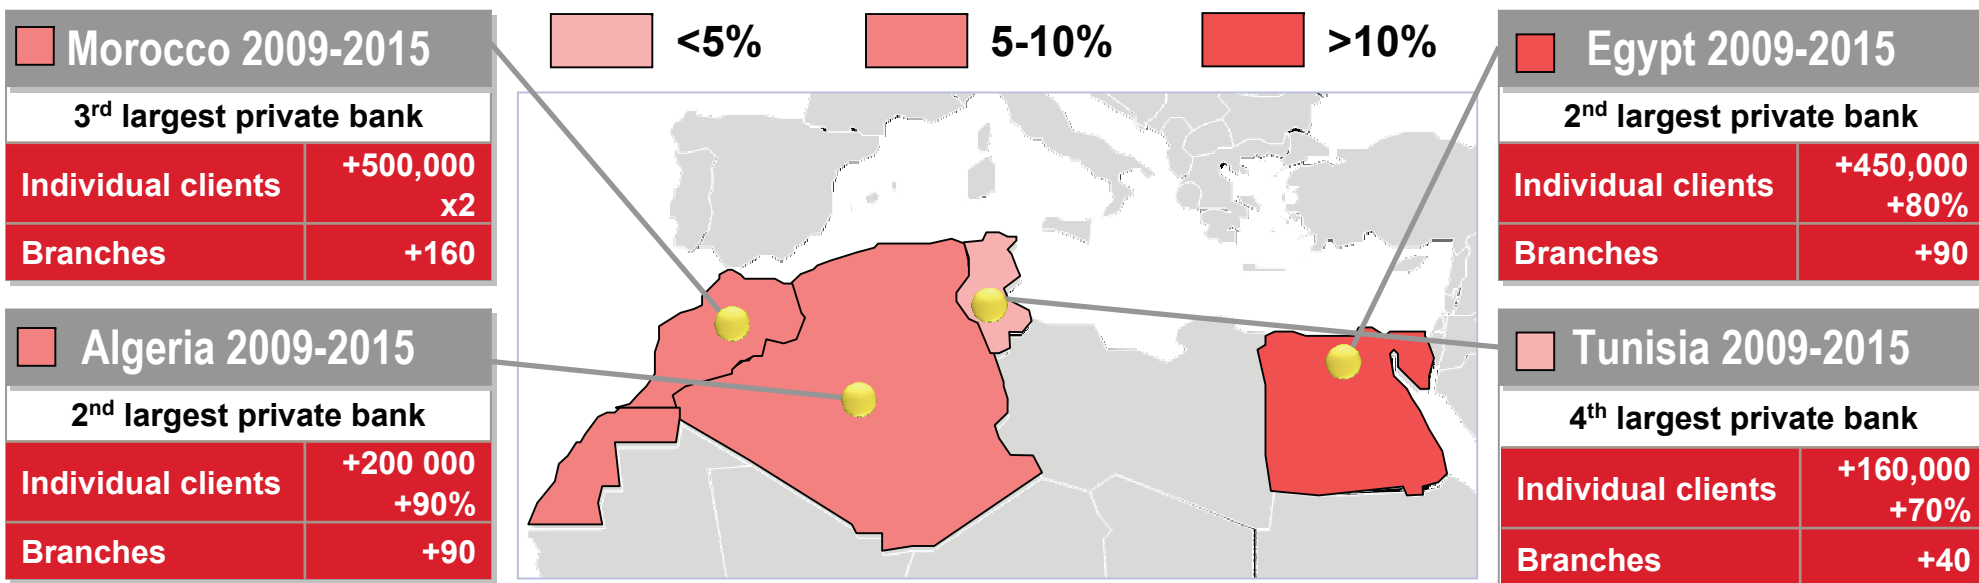 Morocco 2009-2015
3rd largest private bank
Individual clients
+500,000
x2
Branches
+160
Algeria 2009-2015
2nd largest private bank
Individual clients
+200 000
+90%
Branches
+90
<5%
5-10%
>10%
Egypt 2009-2015
2nd largest private bank
Individual clients
+450,000
+80%
Branches
+90
Tunisia 2009-2015
4th largest private bank
Individual clients
+160,000
+70%
Branches
+40